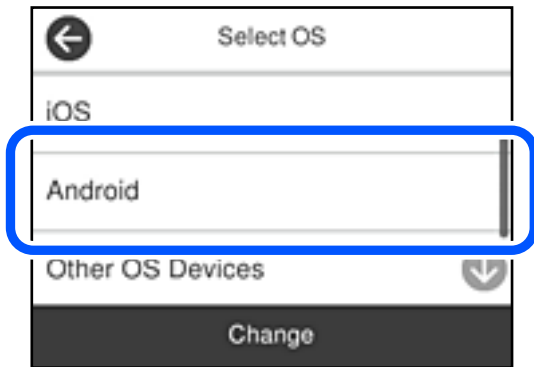 Select OS
iOS
Android
Other OS Devices
Change